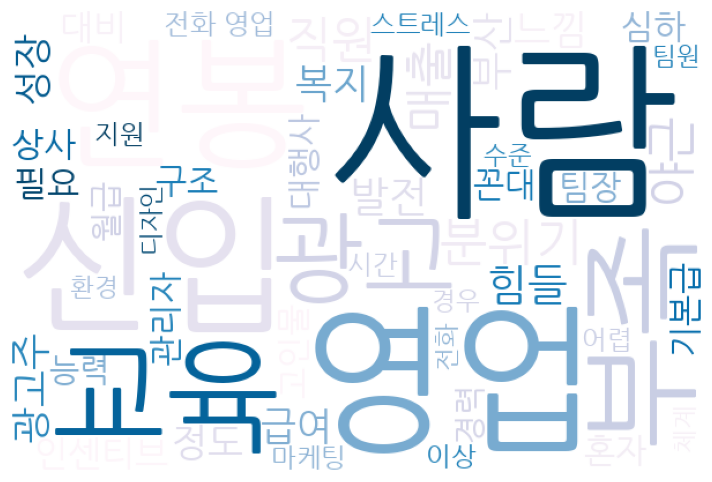 대비
전화 영업
직원
스트레스
느낌
심하
팀원
성장
연봉
복지
매출
부산
사람
상사
지원
대행사
수준
야근
필요
구조
꼰대
팀장
월급
디자인
발전
신입
광고
분위기
부족
시간
환경
관리자
힘들
기본급
경우
고인물
영업
전화
어렵
광고주
능력
교육
급여
경력
체계
인센티브
정도
마케팅
이상
혼자